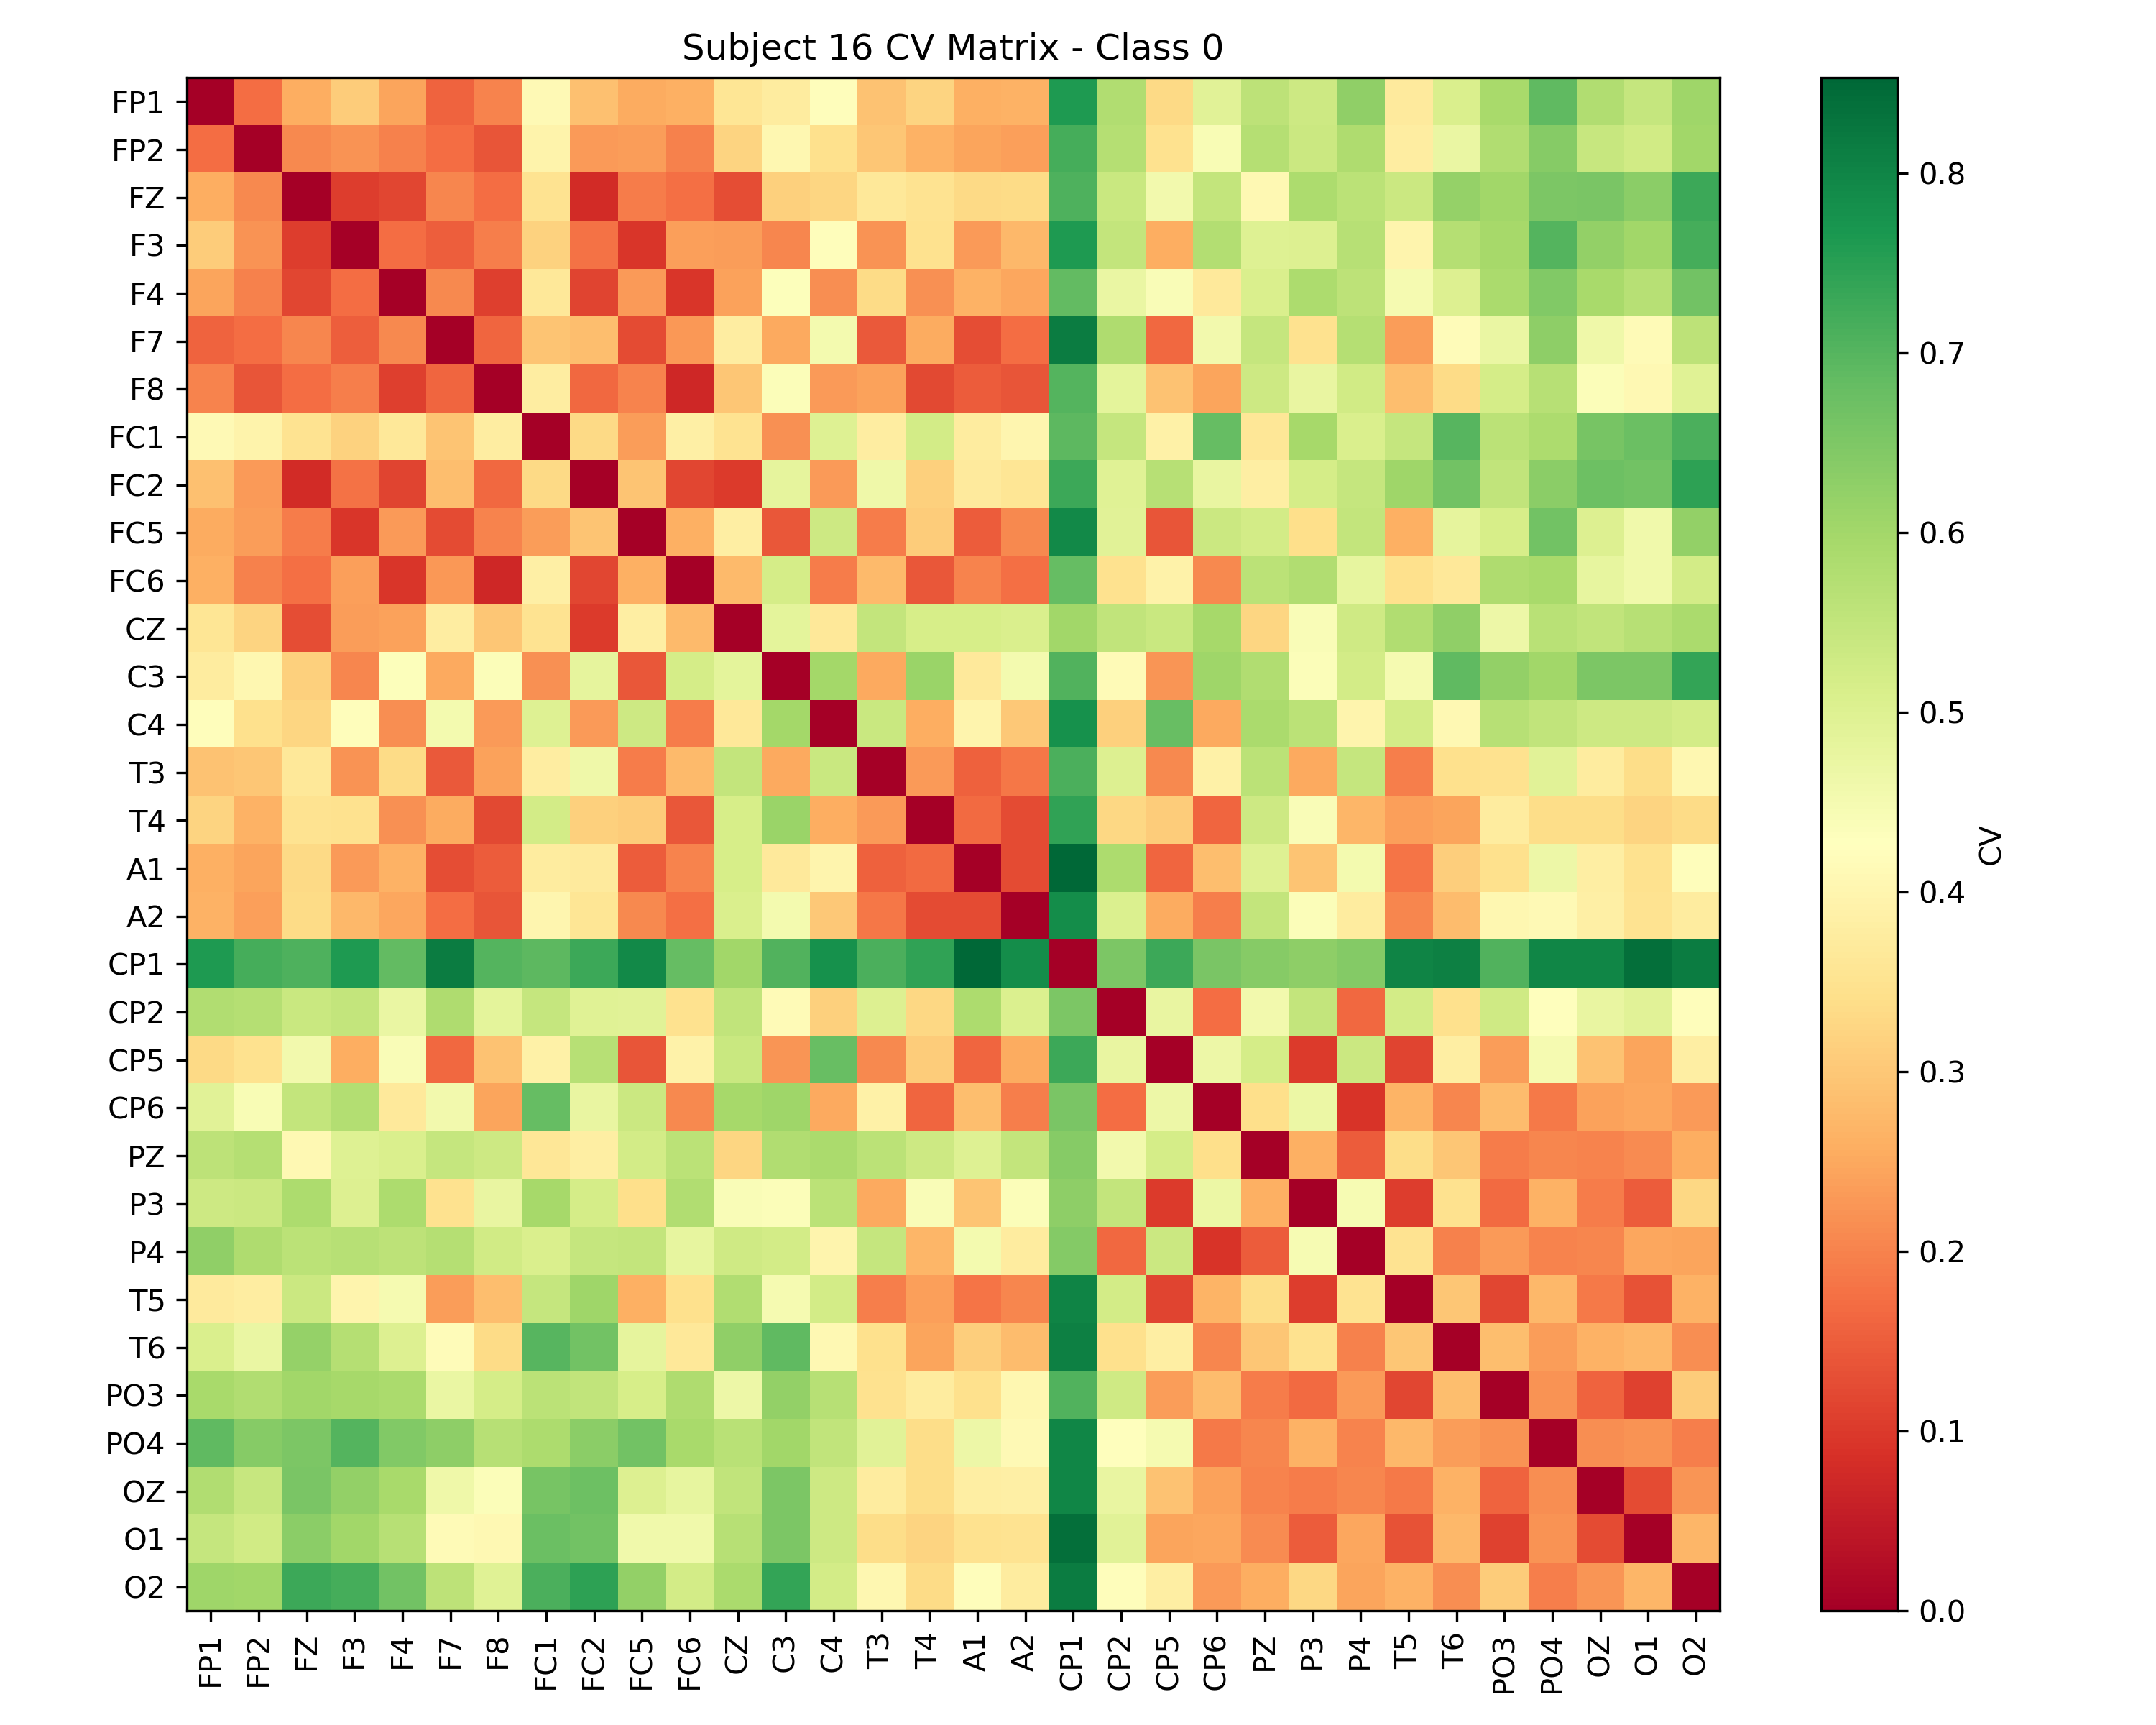 Subject 16 CV Matrix - Class 0
FP1
FP2
FZ
F3
F4
F7
F8
FC1
FC2
FC5
FC6
CZ
C3
C4
T3
T4
A1
A2
CP1
CP2
CP5
CP6
PZ
P3
P4
T5
T6
PO3
PO4
OZ
O1
O2
FP1 FP2 FZ F3 F4 F7 F8 FC1 FC2 FC5 FC6 CZ C3 C4 T3 T4 A1 A2 CP1 CP2 CP5 CP6 PZ P3 P4 T5 T6 PO3 PO4 OZ O1 O2
0.8
0.7
0.6
0.5
0.4
0.3
0.2
0.1
0.0
CV